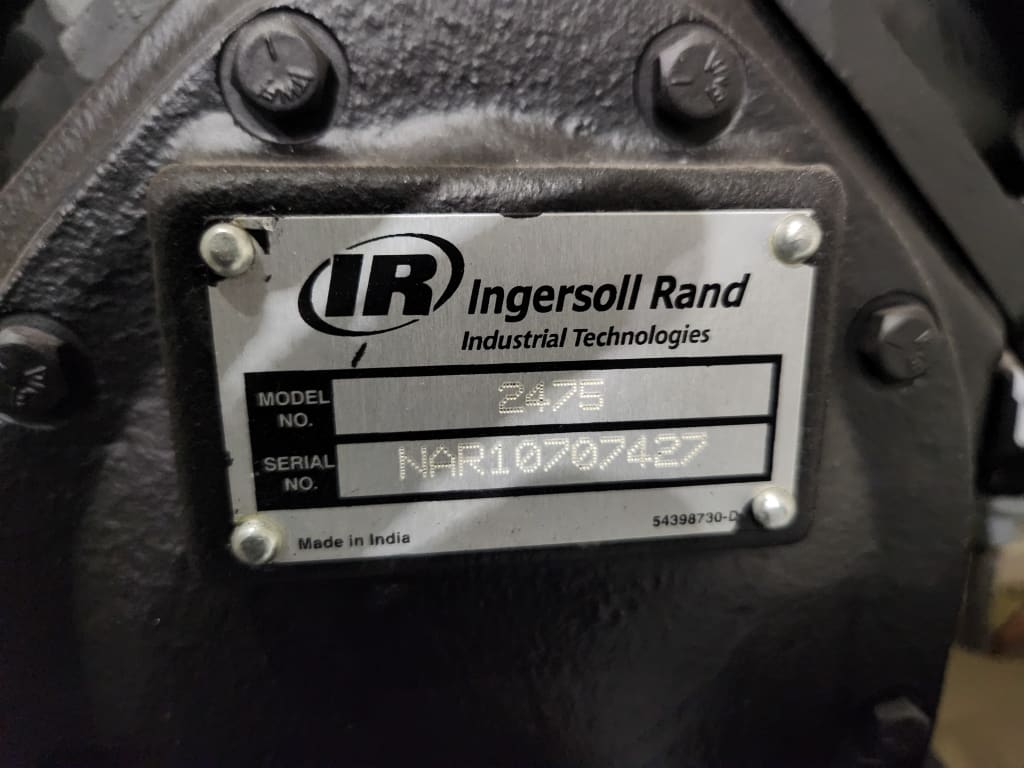 IR Ingersoll Rand
Industrial Technologies
MODEL NO. 2475
SERIAL NO. NAR10707427
54398730-D
Made in India